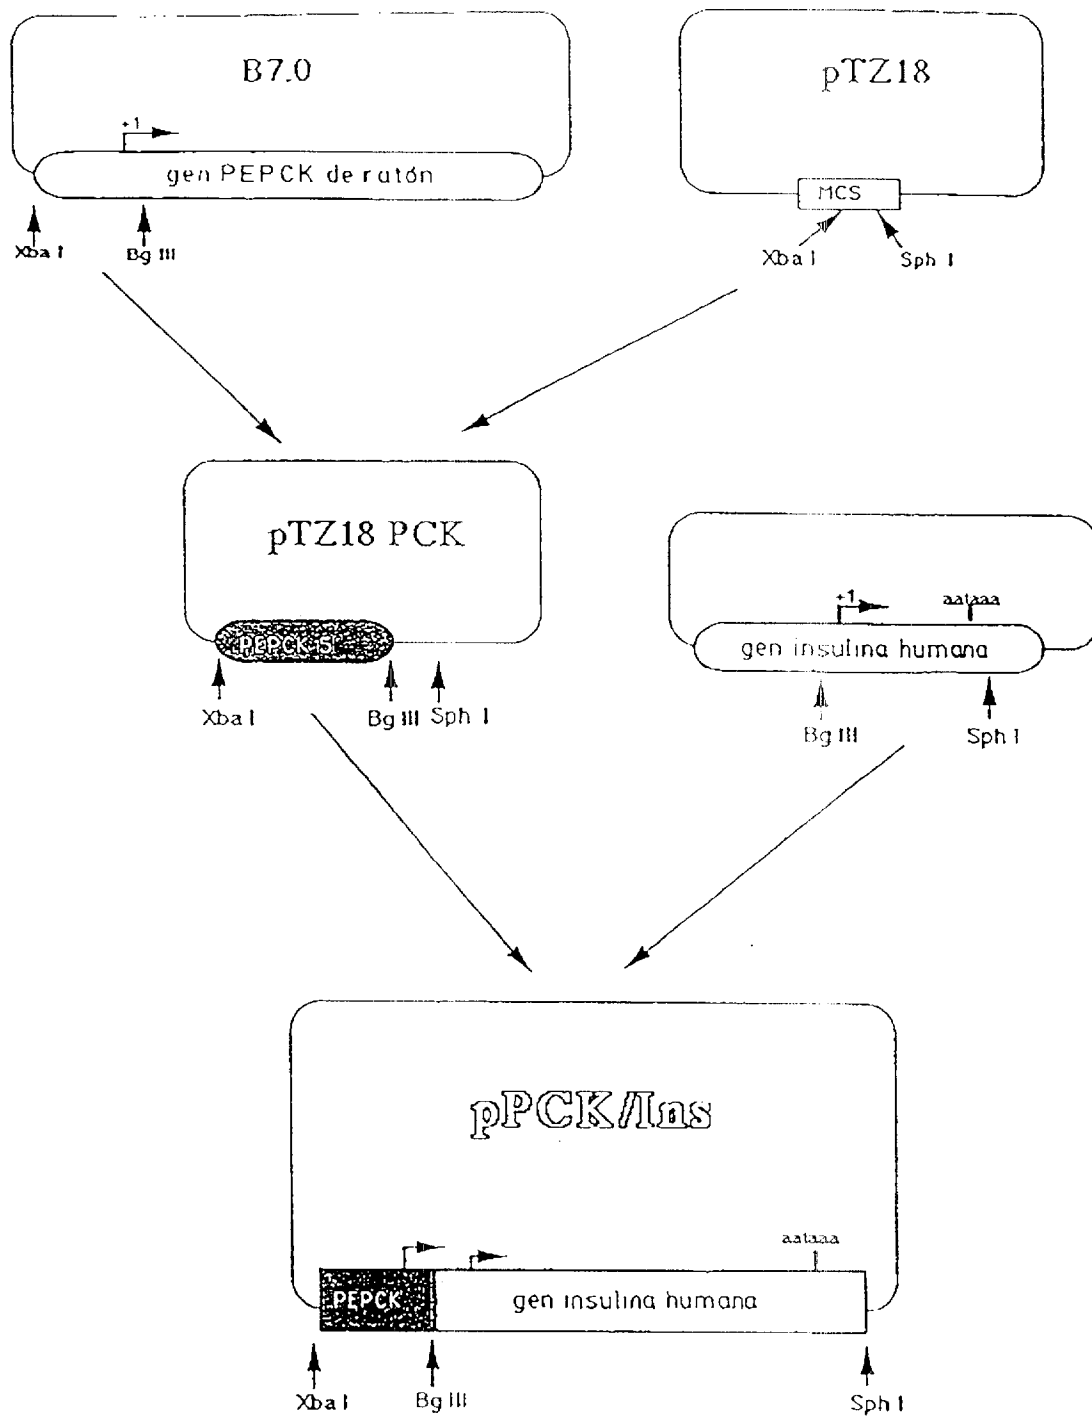 B7.0
pTZ18
+1
gen PEPCK de ratón
MCS
Xba I
Bg III
Xba I
Sph I
pTZ18 PCK
+1
aataaa
PEPCK 5'
gen insulina humana
Xba I
Bg III
Sph I
Bg III
Sph I
pPCK/Ins
aataaa
PEPCK
gen insulina humana
Xba I
Bg III
Sph I